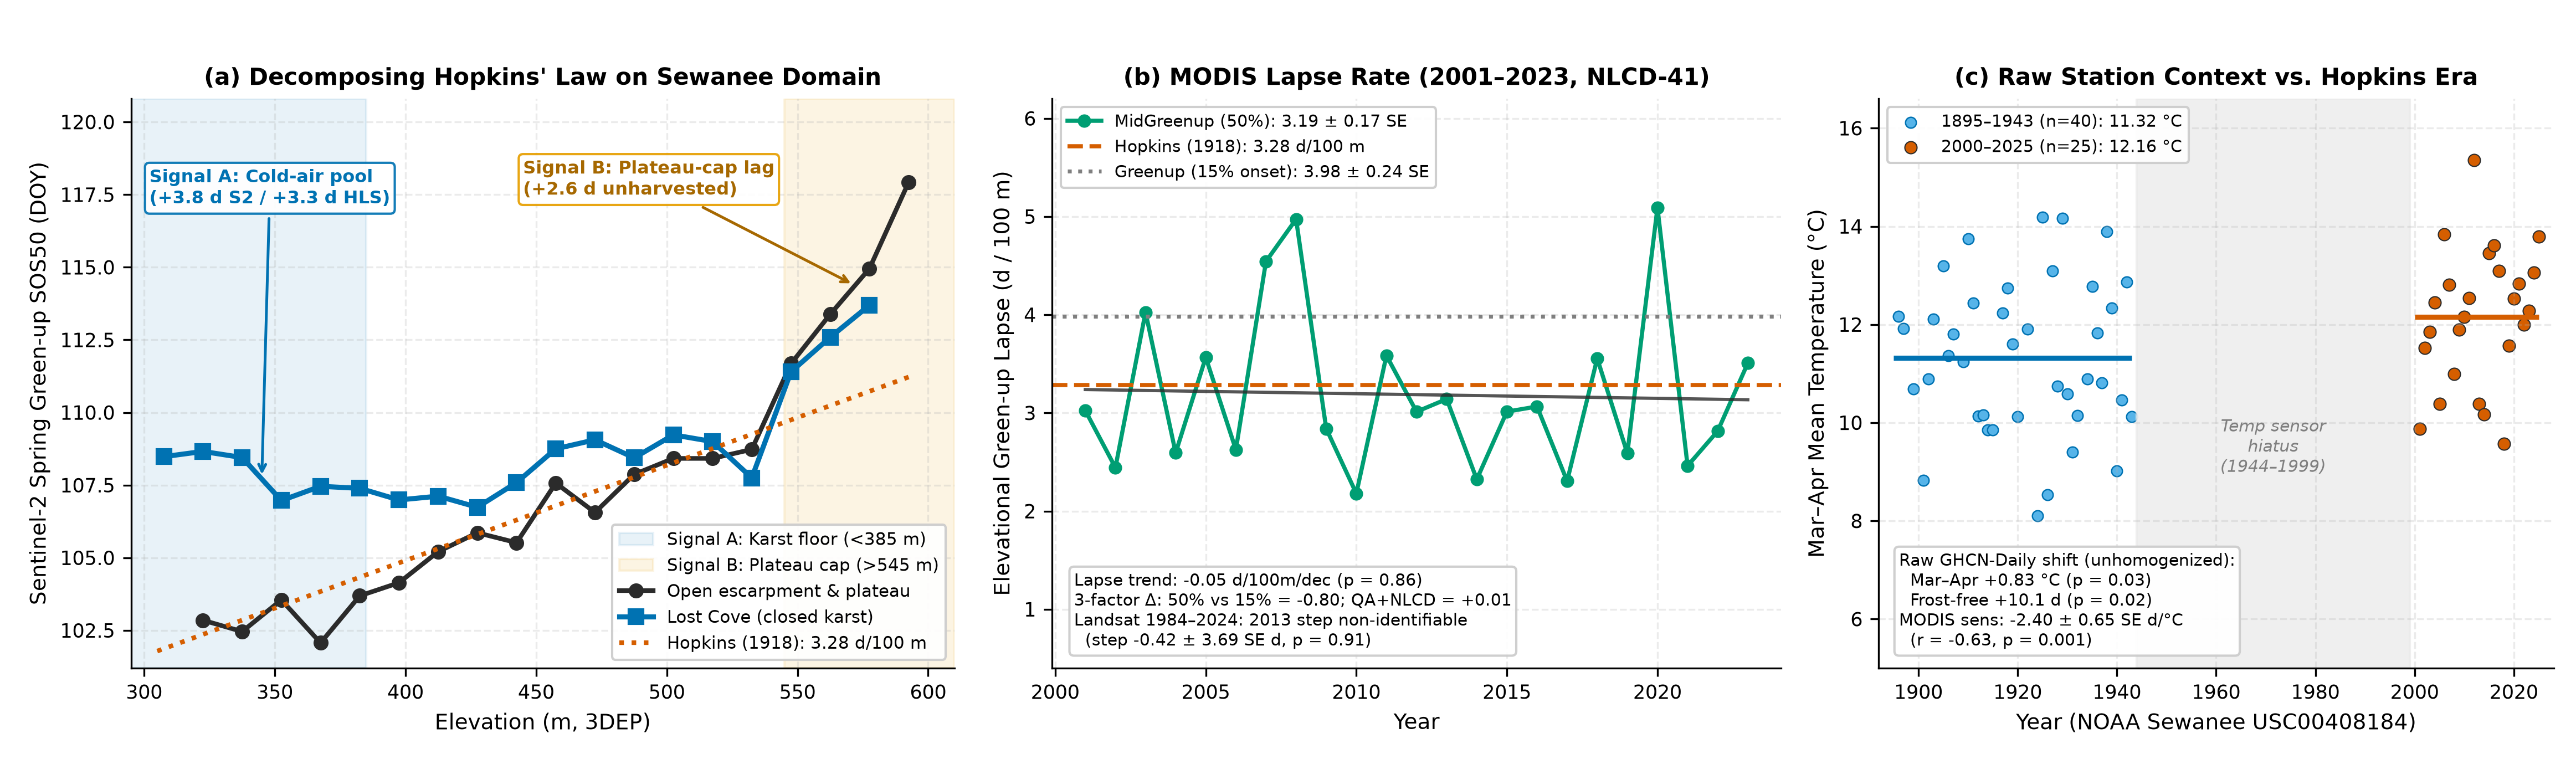 (a) Decomposing Hopkins' Law on Sewanee Domain
Sentinel-2 Spring Green-up SOS50 (DOY)
120.0
117.5
115.0
112.5
110.0
107.5
105.0
102.5
Signal A: Cold-air pool
(+3.8 d S2 / +3.3 d HLS)
Signal B: Plateau-cap lag
(+2.6 d unharvested)
Signal A: Karst floor (<385 m)
Signal B: Plateau cap (>545 m)
Open escarpment & plateau
Lost Cove (closed karst)
Hopkins (1918): 3.28 d/100 m
300 350 400 450 500 550 600
Elevation (m, 3DEP)
(b) MODIS Lapse Rate (2001–2023, NLCD-41)
Elevational Green-up Lapse (d / 100 m)
6
5
4
3
2
1
MidGreenup (50%): 3.19 ± 0.17 SE
Hopkins (1918): 3.28 d/100 m
Greenup (15% onset): 3.98 ± 0.24 SE
Lapse trend: -0.05 d/100m/dec (p = 0.86)
3-factor Δ: 50% vs 15% = -0.80; QA+NLCD = +0.01
Landsat 1984–2024: 2013 step non-identifiable
(step -0.42 ± 3.69 SE d, p = 0.91)
2000 2005 2010 2015 2020
Year
(c) Raw Station Context vs. Hopkins Era
Mar–Apr Mean Temperature (°C)
16
14
12
10
8
6
1895–1943 (n=40): 11.32 °C
2000–2025 (n=25): 12.16 °C
Temp sensor
hiatus
(1944–1999)
Raw GHCN-Daily shift (unhomogenized):
Mar–Apr +0.83 °C (p = 0.03)
Frost-free +10.1 d (p = 0.02)
MODIS sens: -2.40 ± 0.65 SE d/°C
(r = -0.63, p = 0.001)
1900 1920 1940 1960 1980 2000 2020
Year (NOAA Sewanee USC00408184)